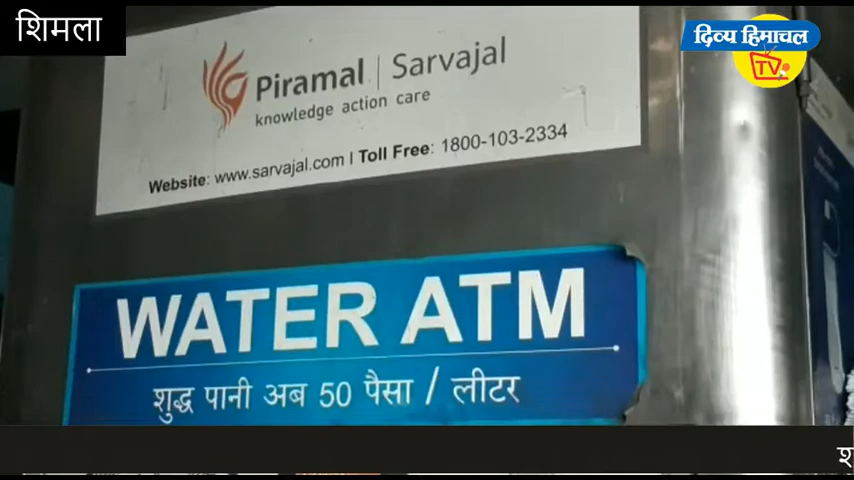 शिमला
दिव्य हिमाचल
TV
Piramal | Sarvajal
knowledge action care
Website: www.sarvajal.com | Toll Free: 1800-103-2334
WATER ATM
शुद्ध पानी अब 50 पैसा / लीटर